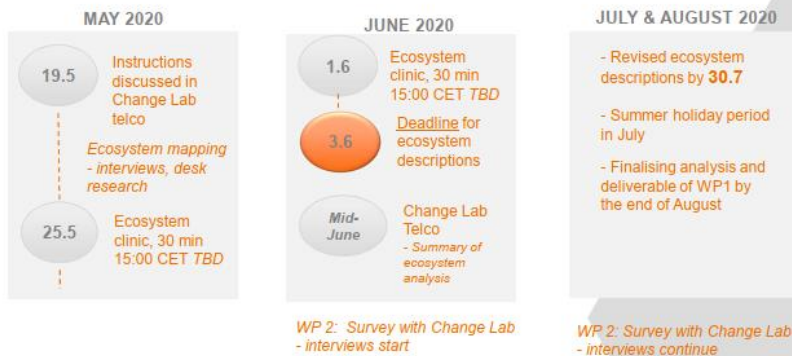 MAY 2020
19.5
Instructions
discussed in
Change Lab
telco
Ecosystem mapping
- interviews, desk
research
25.5
Ecosystem
clinic, 30 min
15:00 CET TBD
JUNE 2020
1.6
Ecosystem
clinic, 30 min
15:00 CET TBD
3.6
Deadline for
ecosystem
descriptions
Mid-
June
Change Lab
Telco
- Summary of
ecosystem
analysis
WP 2: Survey with Change Lab
- interviews start
JULY & AUGUST 2020
- Revised ecosystem
descriptions by 30.7
- Summer holiday period
in July
- Finalising analysis and
deliverable of WP1 by
the end of August
WP 2: Survey with Change Lab
- interviews continue